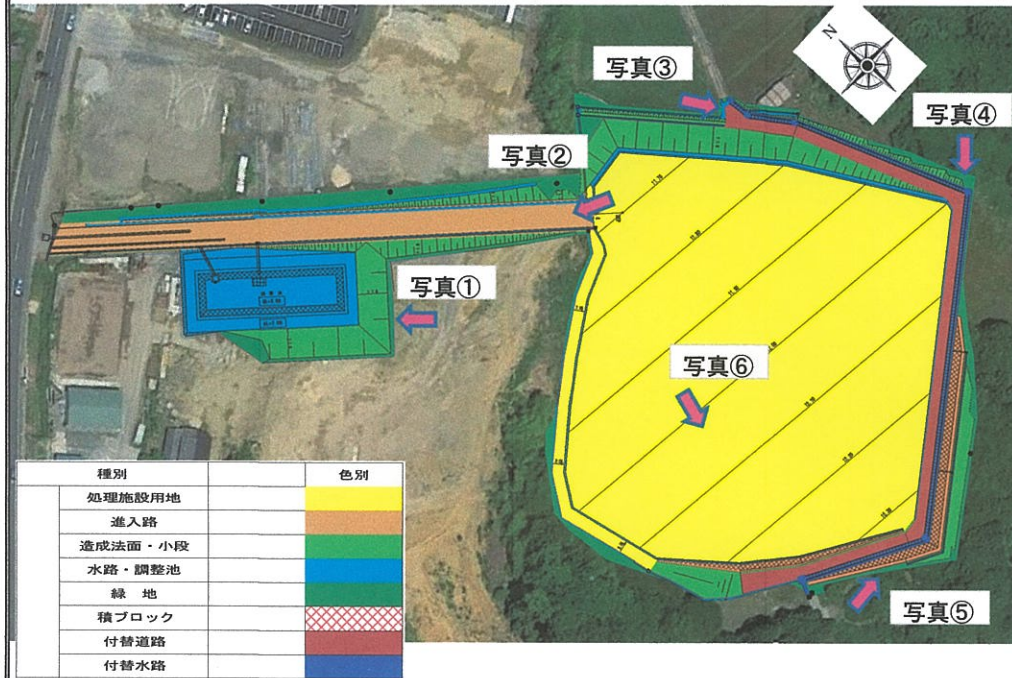 N
写真③
写真④
写真②
写真①
写真⑥
写真⑤
種別 色別
処理施設用地
進入路
造成法面・小段
水路・調整池
緑 地
積ブロック
付替道路
付替水路